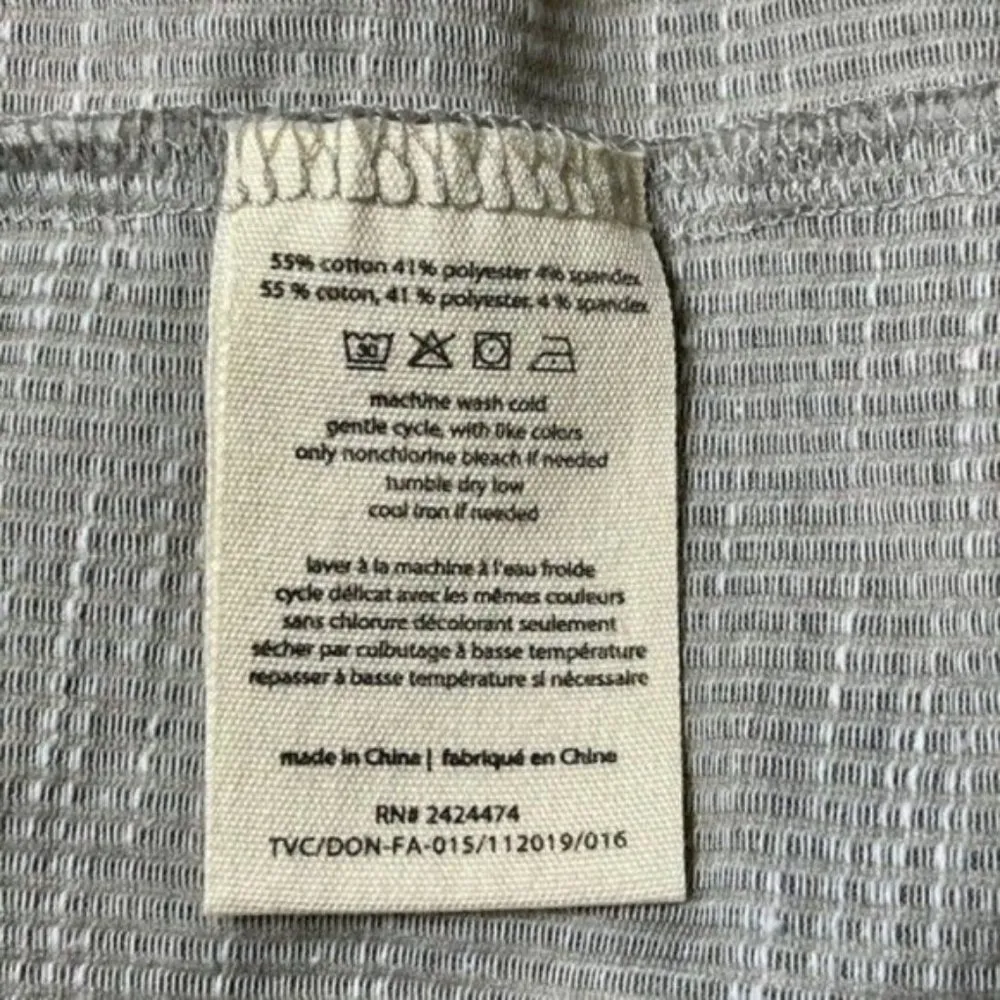 55% cotton 41% polyester 4% spandex
55 % coton, 41 % polyester, 4 % spandex
30
machine wash cold
gentle cycle, with like colors
only nonchlorine bleach if needed
tumble dry low
cool iron if needed
laver à la machine à l'eau froide
cycle délicat avec les mêmes couleurs
sans chlorure décolorant seulement
sécher par culbutage à basse température
repasser à basse température si nécessaire
made in China | fabriqué en Chine
RN# 2424474
TVC/DON-FA-015/112019/016